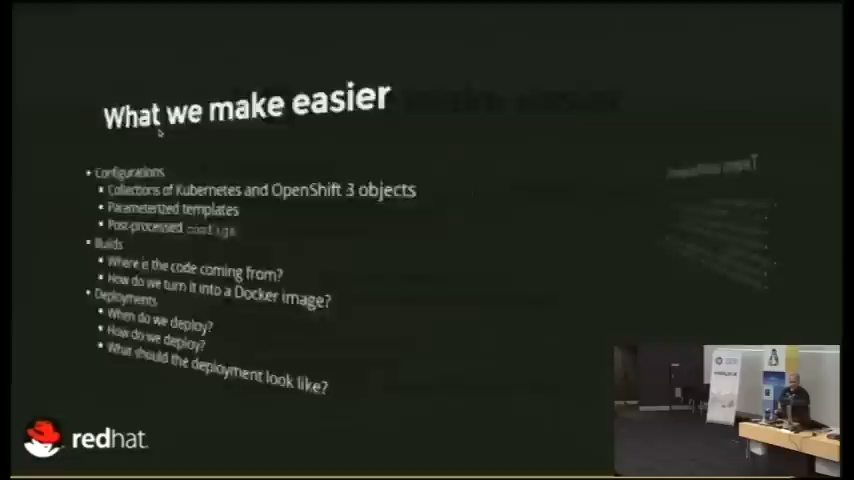 What we make easier
• Configurations
• Collections of Kubernetes and OpenShift 3 objects
• Parameterized templates
• Post-processed configs
• Builds
• Where is the code coming from?
• How do we turn it into a Docker image?
• Deployments
• When do we deploy?
• How do we deploy?
• What should the deployment look like?
redhat.